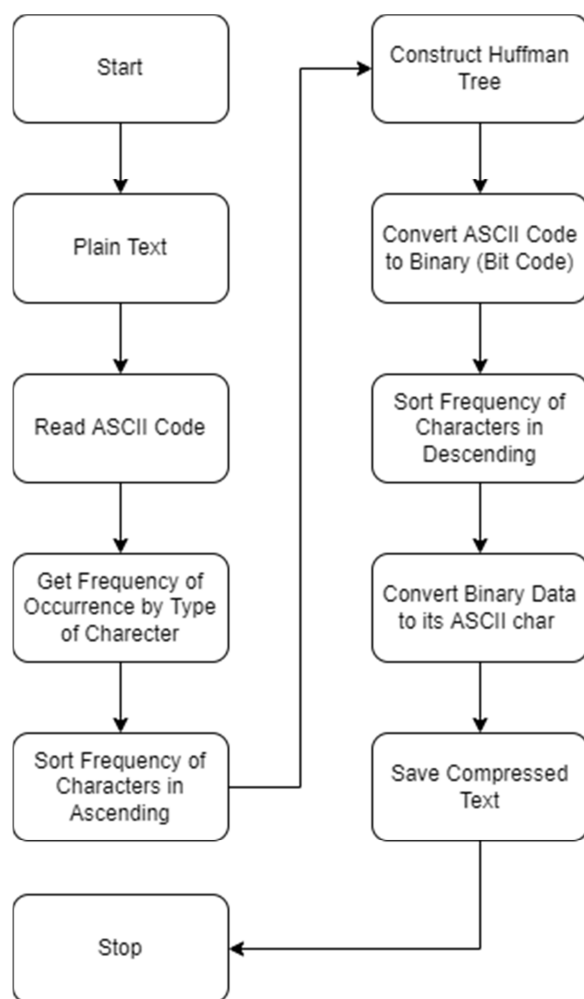 Start
Plain Text
Read ASCII Code
Get Frequency of
Occurrence by Type
of Charecter
Sort Frequency of
Characters in
Ascending
Construct Huffman
Tree
Convert ASCII Code
to Binary (Bit Code)
Sort Frequency of
Characters in
Descending
Convert Binary Data
to its ASCII char
Save Compressed
Text
Stop